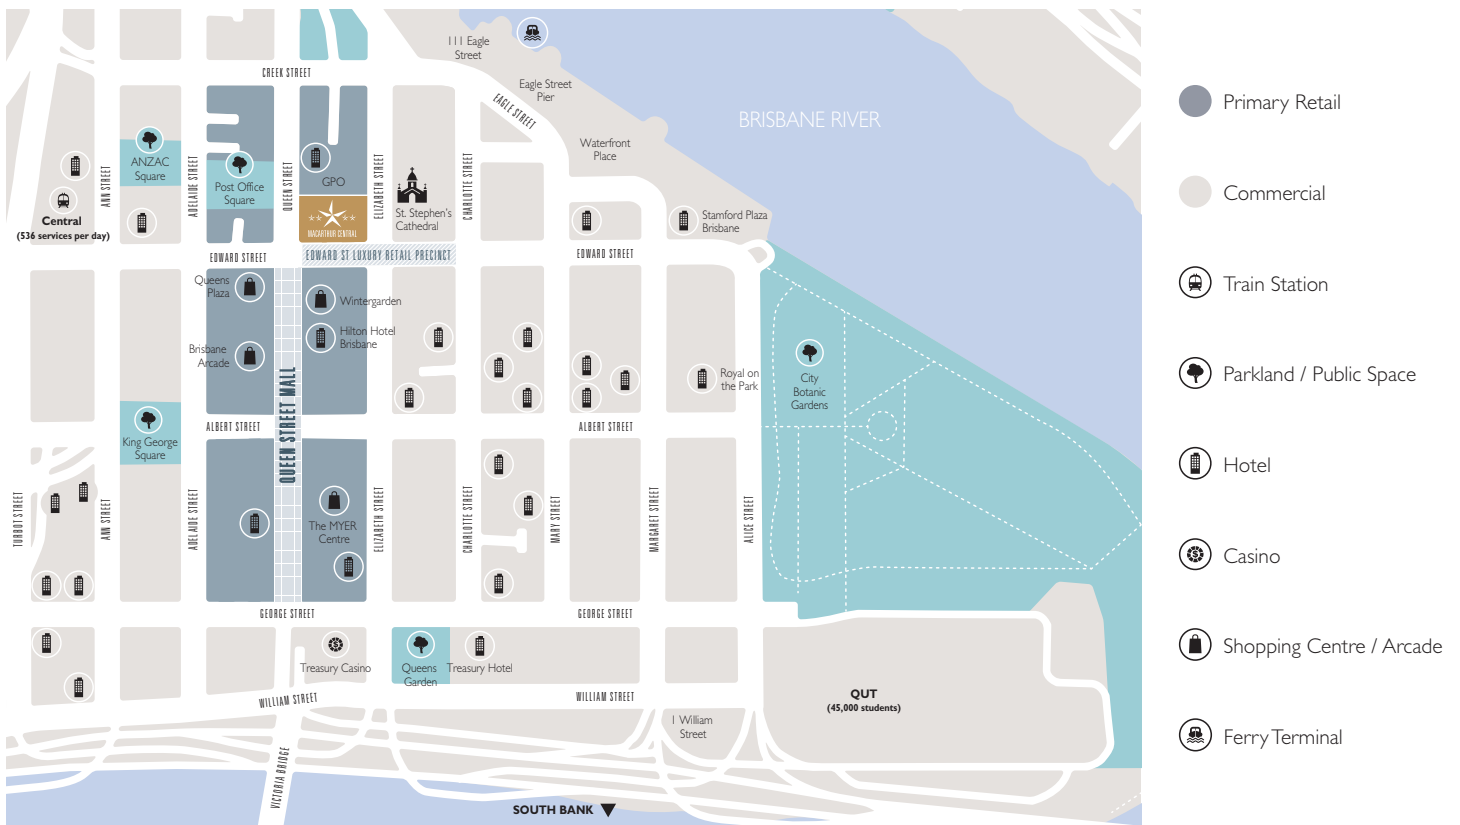 111 Eagle
Street
CREEK STREET
Eagle Street
Pier
EAGLE STREET
BRISBANE RIVER
Primary Retail
Waterfront
Place
ANZAC
Square
ANN STREET
ADELAIDE STREET
Post Office
Square
QUEEN STREET
GPO
ELIZABETH STREET
CHARLOTTE STREET
Commercial
Central
(536 services per day)
St. Stephen's
Cathedral
MACARTHUR CENTRAL
Stamford Plaza
Brisbane
EDWARD STREET
EDWARD ST LUXURY RETAIL PRECINCT
EDWARD STREET
Queens
Plaza
Wintergarden
Train Station
Hilton Hotel
Brisbane
Brisbane
Arcade
QUEEN STREET MALL
Royal on
the Park
City
Botanic
Gardens
Parkland / Public Space
ALBERT STREET
ALBERT STREET
King George
Square
Hotel
TURBOT STREET
ANN STREET
ADELAIDE STREET
The MYER
Centre
ELIZABETH STREET
CHARLOTTE STREET
MARY STREET
MARGARET STREET
ALICE STREET
Casino
GEORGE STREET
GEORGE STREET
Treasury Casino
Queens
Garden
Treasury Hotel
Shopping Centre / Arcade
WILLIAM STREET
WILLIAM STREET
QUT
(45,000 students)
1 William
Street
Ferry Terminal
VICTORIA BRIDGE
SOUTH BANK